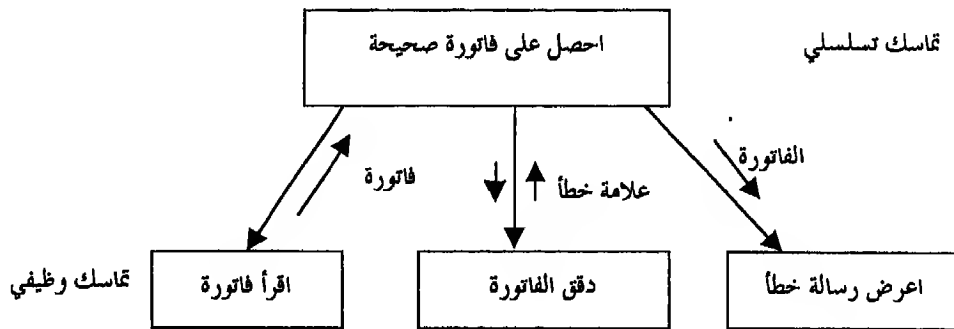 احصل على فاتورة صحيحة
تماسك تسلسلي
الفاتورة
فاتورة
علامة خطأ
تماسك وظيفي
اقرأ فاتورة
دقق الفاتورة
اعرض رسالة خطأ